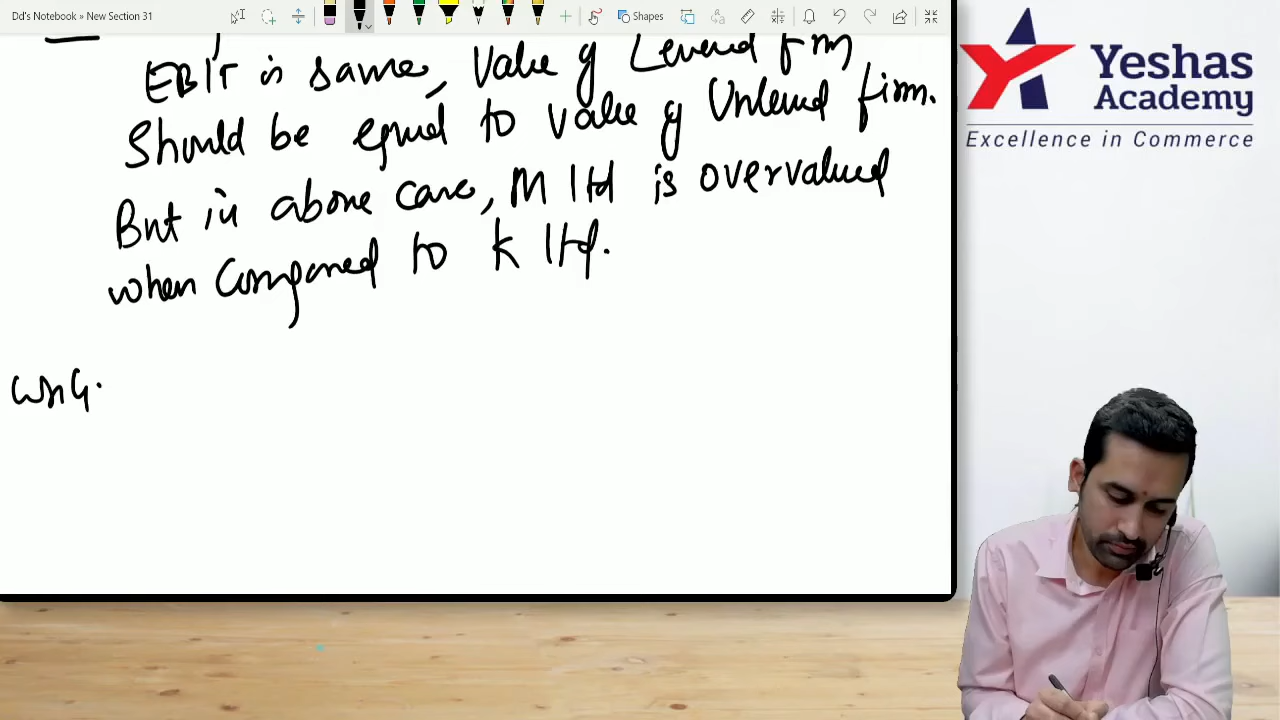 Dd's Notebook » New Section 31
Shapes
EBIT is same, Value of Levered firm
Should be equal to value of Unlevered firm.
But in above case, M ltd is overvalued
when compared to k ltd.
Yeshas
Academy
Excellence in Commerce